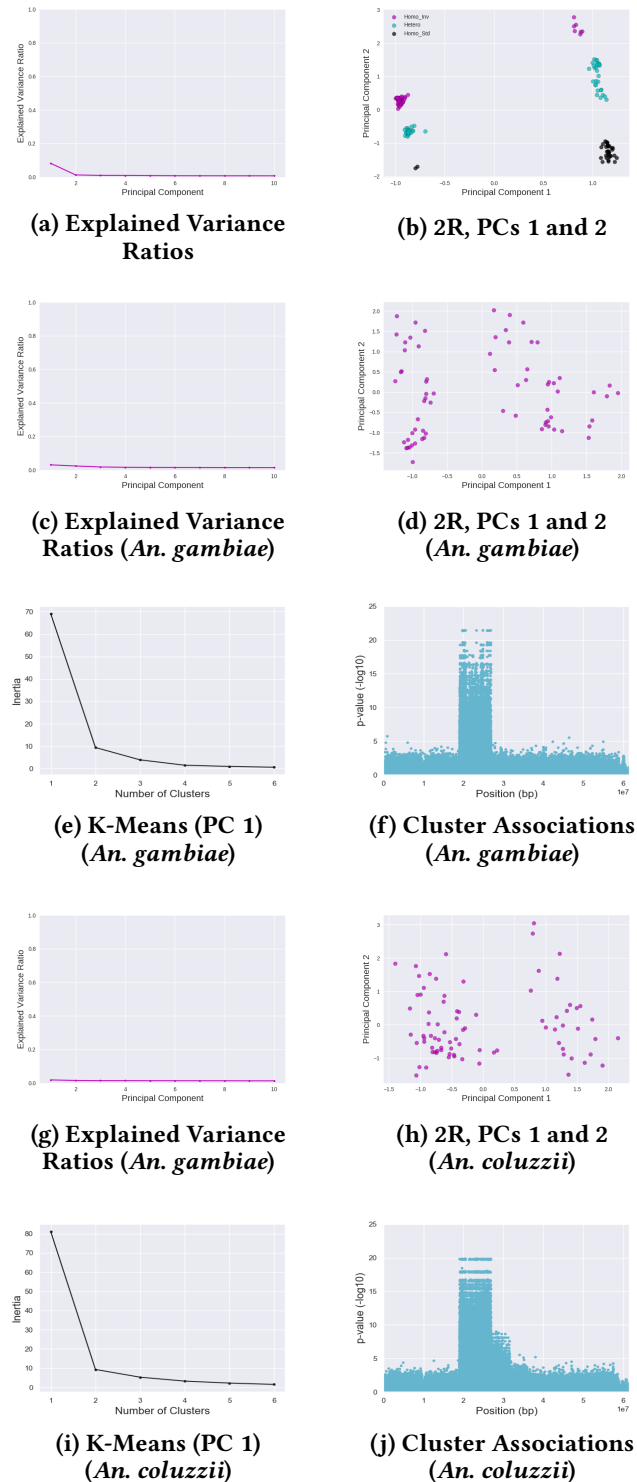 Explained Variance Ratio
1.0
0.8
0.6
0.4
0.2
0.0
2 4 6 8 10
Principal Component
(a) Explained Variance
Ratios
Homo_Inv
Hetero
Homo_Std
Principal Component 2
3
2
1
0
−1
−2
−1.0 −0.5 0.0 0.5 1.0
Principal Component 1
(b) 2R, PCs 1 and 2
Explained Variance Ratio
1.0
0.8
0.6
0.4
0.2
0.0
2 4 6 8 10
Principal Component
(c) Explained Variance
Ratios (An. gambiae)
Principal Component 2
2.0
1.5
1.0
0.5
0.0
−0.5
−1.0
−1.5
−1.0 −0.5 0.0 0.5 1.0 1.5 2.0
Principal Component 1
(d) 2R, PCs 1 and 2
(An. gambiae)
Inertia
70
60
50
40
30
20
10
0
1 2 3 4 5 6
Number of Clusters
(e) K-Means (PC 1)
(An. gambiae)
p-value (-log10)
25
20
15
10
5
0
0 1 2 3 4 5 6
1e7
Position (bp)
(f) Cluster Associations
(An. gambiae)
Explained Variance Ratio
1.0
0.8
0.6
0.4
0.2
0.0
2 4 6 8 10
Principal Component
(g) Explained Variance
Ratios (An. gambiae)
Principal Component 2
3
2
1
0
−1
−1.5 −1.0 −0.5 0.0 0.5 1.0 1.5 2.0
Principal Component 1
(h) 2R, PCs 1 and 2
(An. coluzzii)
Inertia
80
70
60
50
40
30
20
10
0
1 2 3 4 5 6
Number of Clusters
(i) K-Means (PC 1)
(An. coluzzii)
p-value (-log10)
25
20
15
10
5
0
0 1 2 3 4 5 6
1e7
Position (bp)
(j) Cluster Associations
(An. coluzzii)